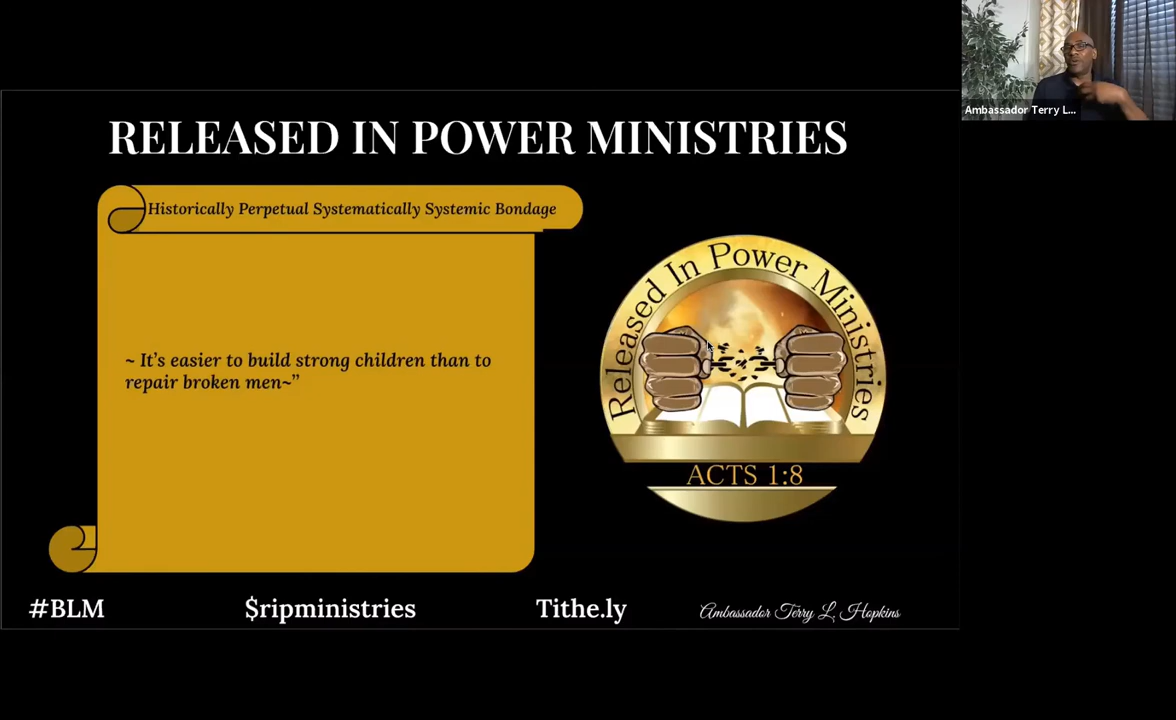 Ambassador Terry L...
RELEASED IN POWER MINISTRIES
Historically Perpetual Systematically Systemic Bondage
~ It’s easier to build strong children than to
repair broken men~”
Released In Power Ministries
ACTS 1:8
#BLM
$ripministries
Tithe.ly
Ambassador Terry L. Hopkins